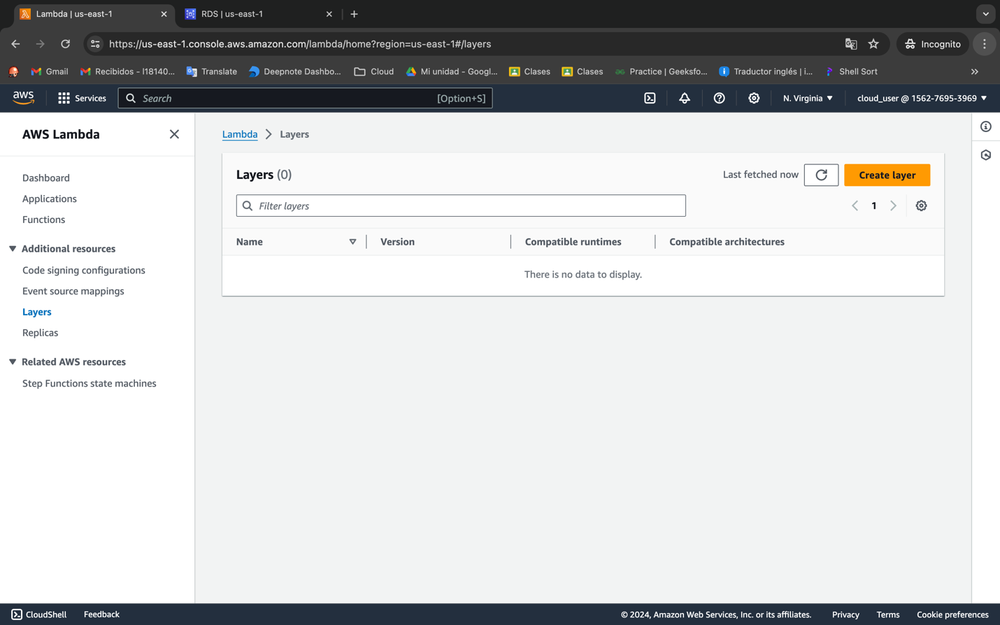 Lambda | us-east-1
RDS | us-east-1
https://us-east-1.console.aws.amazon.com/lambda/home?region=us-east-1#/layers
Incognito
Gmail
Recibidos - l18140...
Translate
Deepnote Dashbo...
Cloud
Mi unidad - Googl...
Clases
Clases
Practice | Geeksfo...
Traductor inglés | i...
Shell Sort
aws
Services
Search
[Option+S]
N. Virginia
cloud_user @ 1562-7695-3969
AWS Lambda
Dashboard
Applications
Functions
Additional resources
Code signing configurations
Event source mappings
Layers
Replicas
Related AWS resources
Step Functions state machines
Lambda
Layers
Layers (0)
Last fetched now
Create layer
Filter layers
1
Name
Version
Compatible runtimes
Compatible architectures
There is no data to display.
CloudShell
Feedback
© 2024, Amazon Web Services, Inc. or its affiliates.
Privacy
Terms
Cookie preferences